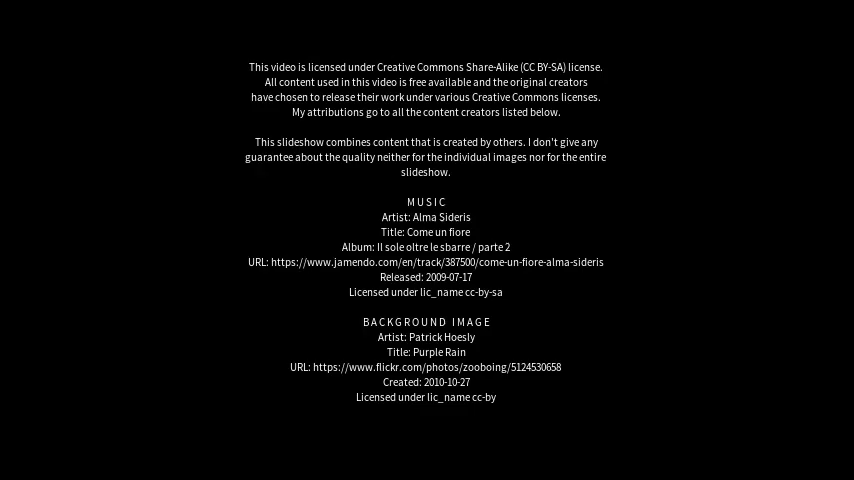 This video is licensed under Creative Commons Share-Alike (CC BY-SA) license.
All content used in this video is free available and the original creators
have chosen to release their work under various Creative Commons licenses.
My attributions go to all the content creators listed below.
This slideshow combines content that is created by others. I don't give any
guarantee about the quality neither for the individual images nor for the entire
slideshow.
MUSIC
Artist: Alma Sideris
Title: Come un fiore
Album: Il sole oltre le sbarre / parte 2
URL: https://www.jamendo.com/en/track/387500/come-un-fiore-alma-sideris
Released: 2009-07-17
Licensed under lic_name cc-by-sa
BACKGROUND IMAGE
Artist: Patrick Hoesly
Title: Purple Rain
URL: https://www.flickr.com/photos/zooboing/5124530658
Created: 2010-10-27
Licensed under lic_name cc-by